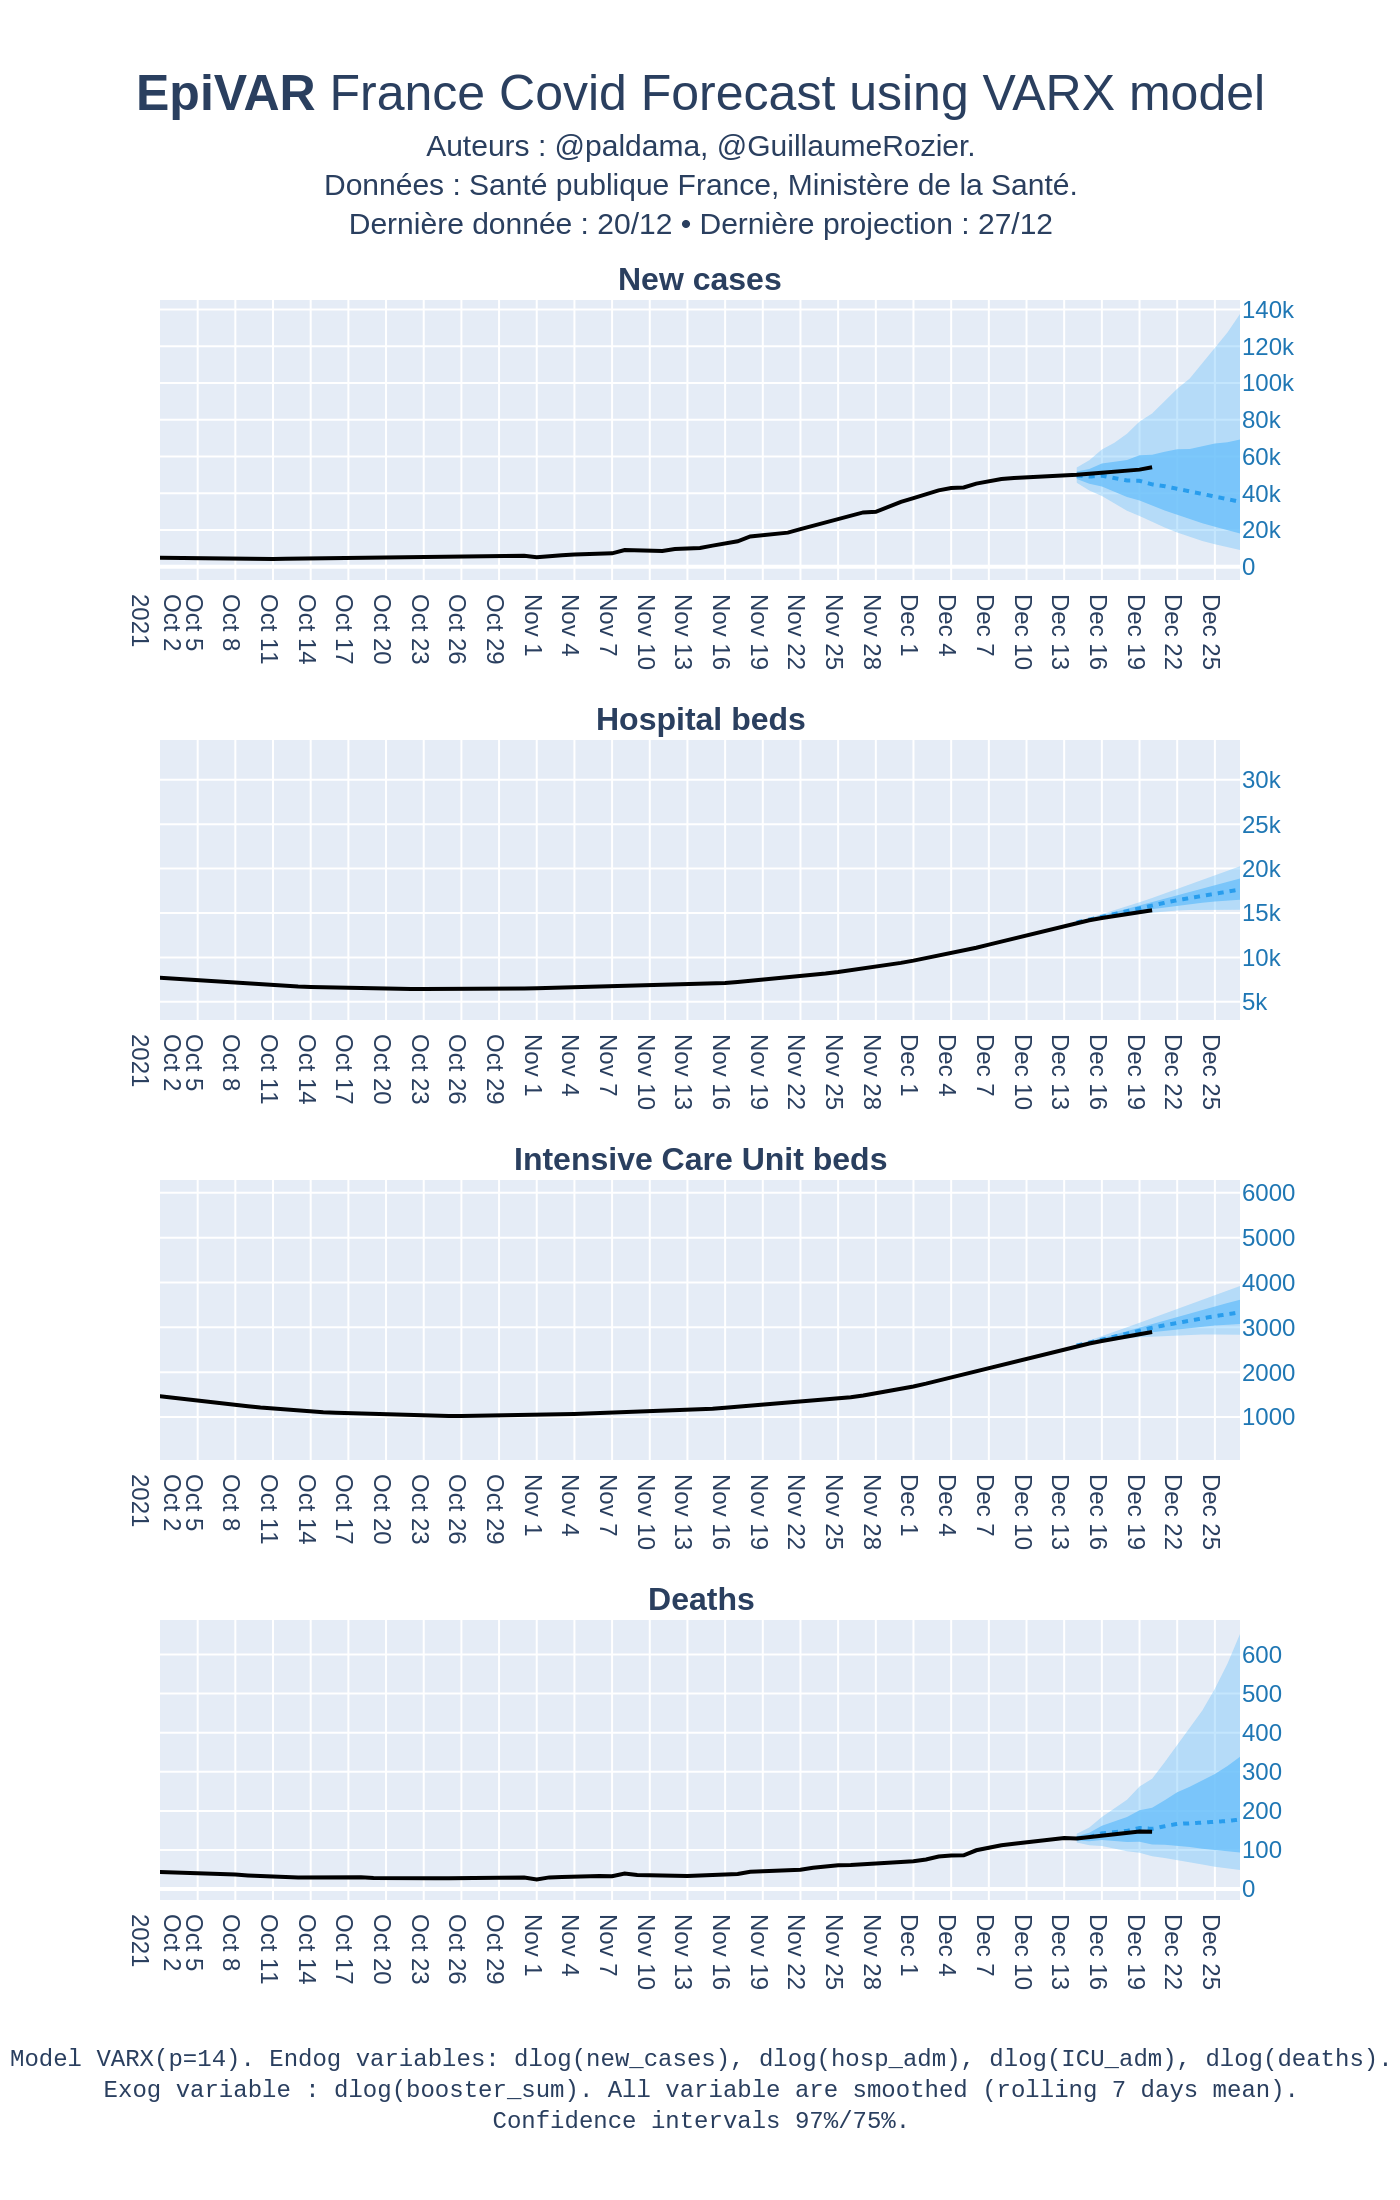 EpiVAR France Covid Forecast using VARX model
Auteurs : @paldama, @GuillaumeRozier.
Données : Santé publique France, Ministère de la Santé.
Dernière donnée : 20/12 • Dernière projection : 27/12
New cases
140k
120k
100k
80k
60k
40k
20k
0
Oct 2
2021
Oct 5
Oct 8
Oct 11
Oct 14
Oct 17
Oct 20
Oct 23
Oct 26
Oct 29
Nov 1
Nov 4
Nov 7
Nov 10
Nov 13
Nov 16
Nov 19
Nov 22
Nov 25
Nov 28
Dec 1
Dec 4
Dec 7
Dec 10
Dec 13
Dec 16
Dec 19
Dec 22
Dec 25
Hospital beds
30k
25k
20k
15k
10k
5k
Oct 2
2021
Oct 5
Oct 8
Oct 11
Oct 14
Oct 17
Oct 20
Oct 23
Oct 26
Oct 29
Nov 1
Nov 4
Nov 7
Nov 10
Nov 13
Nov 16
Nov 19
Nov 22
Nov 25
Nov 28
Dec 1
Dec 4
Dec 7
Dec 10
Dec 13
Dec 16
Dec 19
Dec 22
Dec 25
Intensive Care Unit beds
6000
5000
4000
3000
2000
1000
Oct 2
2021
Oct 5
Oct 8
Oct 11
Oct 14
Oct 17
Oct 20
Oct 23
Oct 26
Oct 29
Nov 1
Nov 4
Nov 7
Nov 10
Nov 13
Nov 16
Nov 19
Nov 22
Nov 25
Nov 28
Dec 1
Dec 4
Dec 7
Dec 10
Dec 13
Dec 16
Dec 19
Dec 22
Dec 25
Deaths
600
500
400
300
200
100
0
Oct 2
2021
Oct 5
Oct 8
Oct 11
Oct 14
Oct 17
Oct 20
Oct 23
Oct 26
Oct 29
Nov 1
Nov 4
Nov 7
Nov 10
Nov 13
Nov 16
Nov 19
Nov 22
Nov 25
Nov 28
Dec 1
Dec 4
Dec 7
Dec 10
Dec 13
Dec 16
Dec 19
Dec 22
Dec 25
Model VARX(p=14). Endog variables: dlog(new_cases), dlog(hosp_adm), dlog(ICU_adm), dlog(deaths).
Exog variable : dlog(booster_sum). All variable are smoothed (rolling 7 days mean).
Confidence intervals 97%/75%.